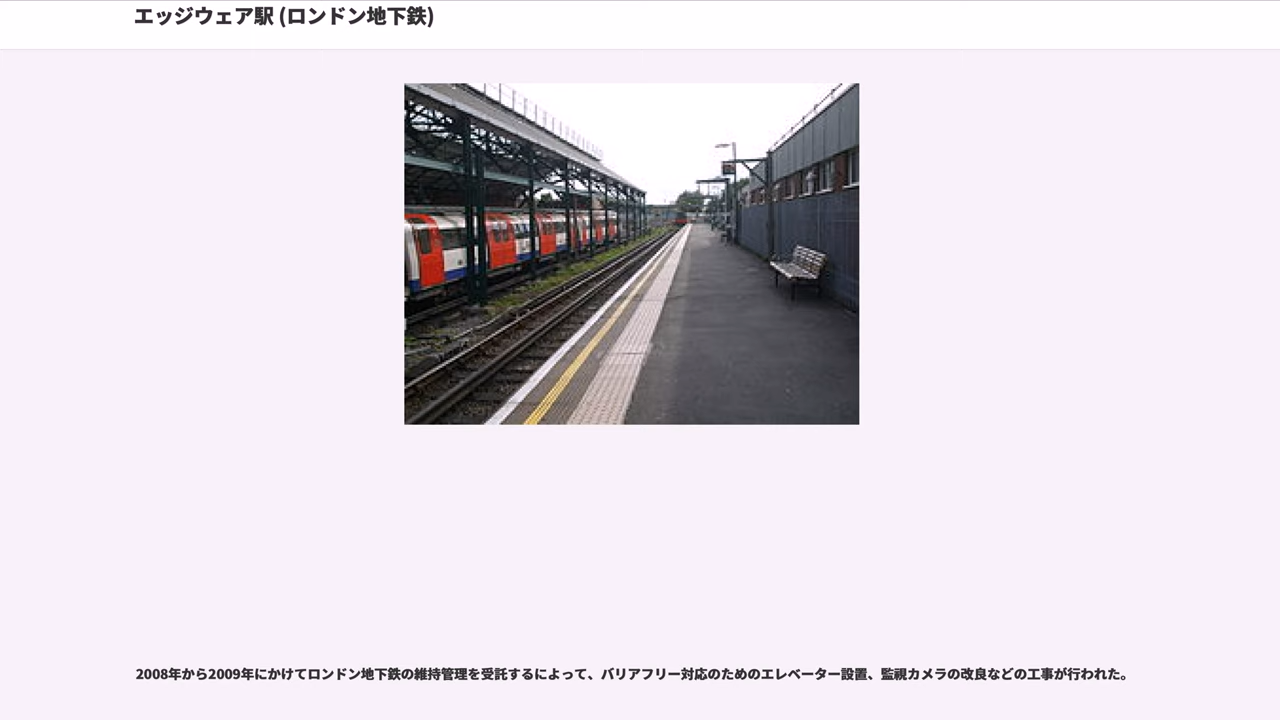 エッジウェア駅 (ロンドン地下鉄)
2008年から2009年にかけてロンドン地下鉄の維持管理を受託するによって、バリアフリー対応のためのエレベーター設置、監視カメラの改良などの工事が行われた。